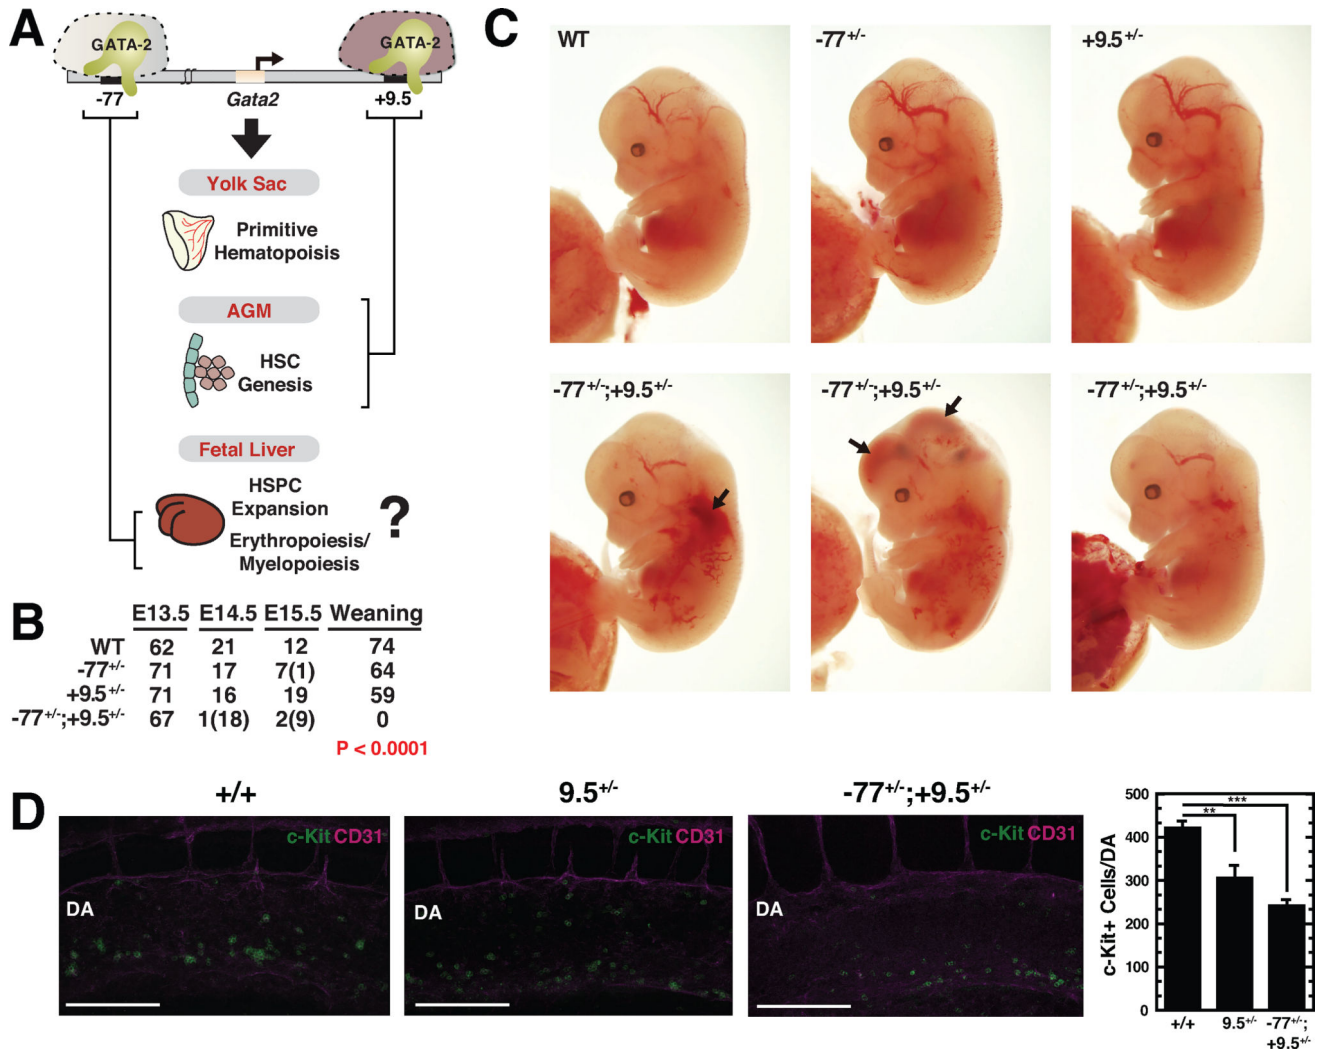 A
GATA-2
GATA-2
-77
Gata2
+9.5
Yolk Sac
Primitive
Hematopoisis
AGM
HSC
Genesis
Fetal Liver
HSPC
Expansion
?
Erythropoiesis/
Myelopoiesis
B
E13.5 E14.5 E15.5 Weaning
WT 62 21 12 74
-77+/- 71 17 7(1) 64
+9.5+/- 71 16 19 59
-77+/-;+9.5+/- 67 1(18) 2(9) 0
P < 0.0001
C
WT
-77+/-
+9.5+/-
-77+/-;+9.5+/-
-77+/-;+9.5+/-
-77+/-;+9.5+/-
D
+/+
c-Kit CD31
DA
9.5+/-
c-Kit CD31
DA
-77+/-;+9.5+/-
c-Kit CD31
DA
c-Kit+ Cells/DA
500
400
300
200
100
0
***
**
+/+ 9.5+/- -77+/-;
+9.5+/-